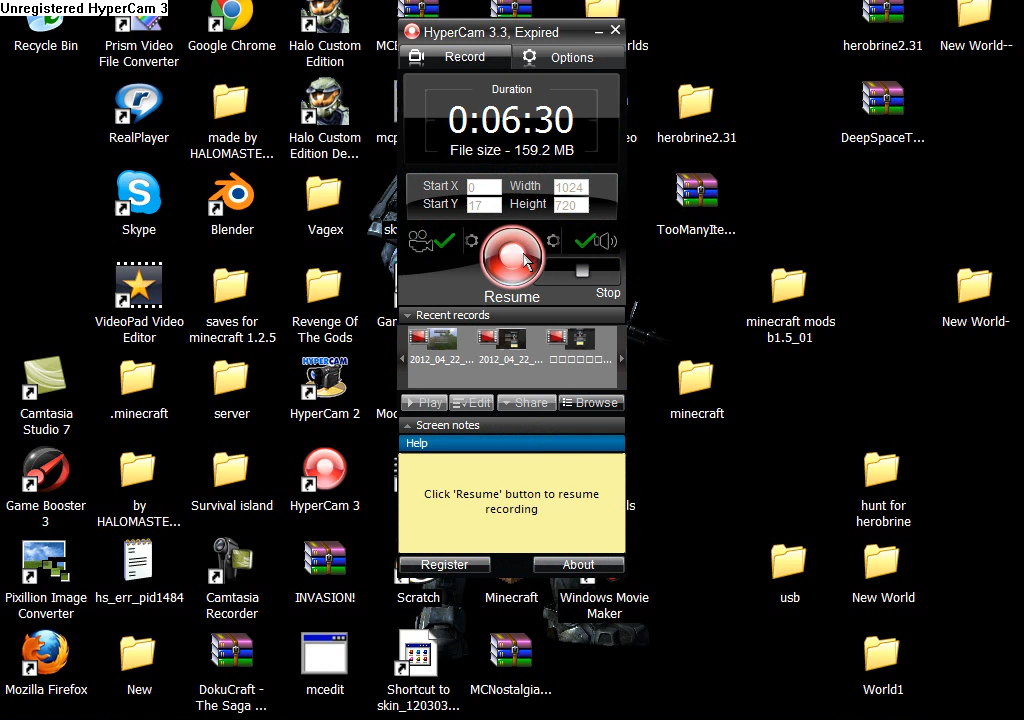 Unregistered HyperCam 3
Recycle Bin
Prism Video
File Converter
Google Chrome
Halo Custom
Edition
herobrine2.31
New World--
HyperCam 3.3, Expired
Record
Options
Duration
0:06:30
File size - 159.2 MB
Start X
0
Width
1024
Start Y
17
Height
720
Resume
Stop
Recent records
2012_04_22_...
2012_04_22_...
□□□□□□...
Play
Edit
Share
Browse
Screen notes
Help
Click 'Resume' button to resume
recording
Register
About
RealPlayer
made by
HALOMASTE...
Halo Custom
Edition De...
herobrine2.31
DeepSpaceT...
Skype
Blender
Vagex
TooManyIte...
VideoPad Video
Editor
saves for
minecraft 1.2.5
Revenge Of
The Gods
minecraft mods
b1.5_01
New World-
Camtasia
Studio 7
.minecraft
server
HyperCam 2
minecraft
Game Booster
3
by
HALOMASTE...
Survival island
HyperCam 3
hunt for
herobrine
Pixillion Image
Converter
hs_err_pid1484
Camtasia
Recorder
INVASION!
Scratch
Minecraft
Windows Movie
Maker
usb
New World
Mozilla Firefox
New
DokuCraft -
The Saga ...
mcedit
Shortcut to
skin_120303...
MCNostalgia...
World1